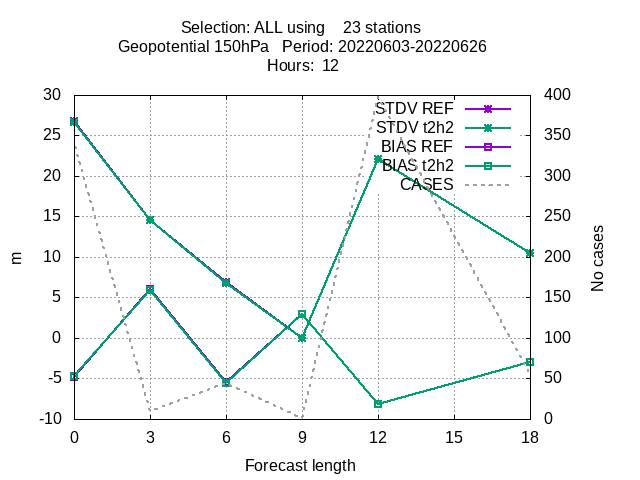 Selection: ALL using    23 stations
Geopotential 150hPa   Period: 20220603-20220626
Hours:  12
30
25
20
15
10
5
0
-5
-10
m
400
350
300
250
200
150
100
50
0
No cases
STDV REF
STDV t2h2
BIAS REF
BIAS t2h2
CASES
0 3 6 9 12 15 18
Forecast length